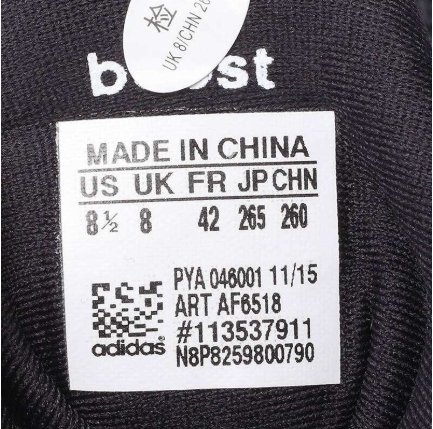 检
UK 8/CHN 26
boost
MADE IN CHINA
US UK FR JP CHN
8½ 8 42 265 260
PYA 046001 11/15
ART AF6518
#113537911
adidas N8P8259800790